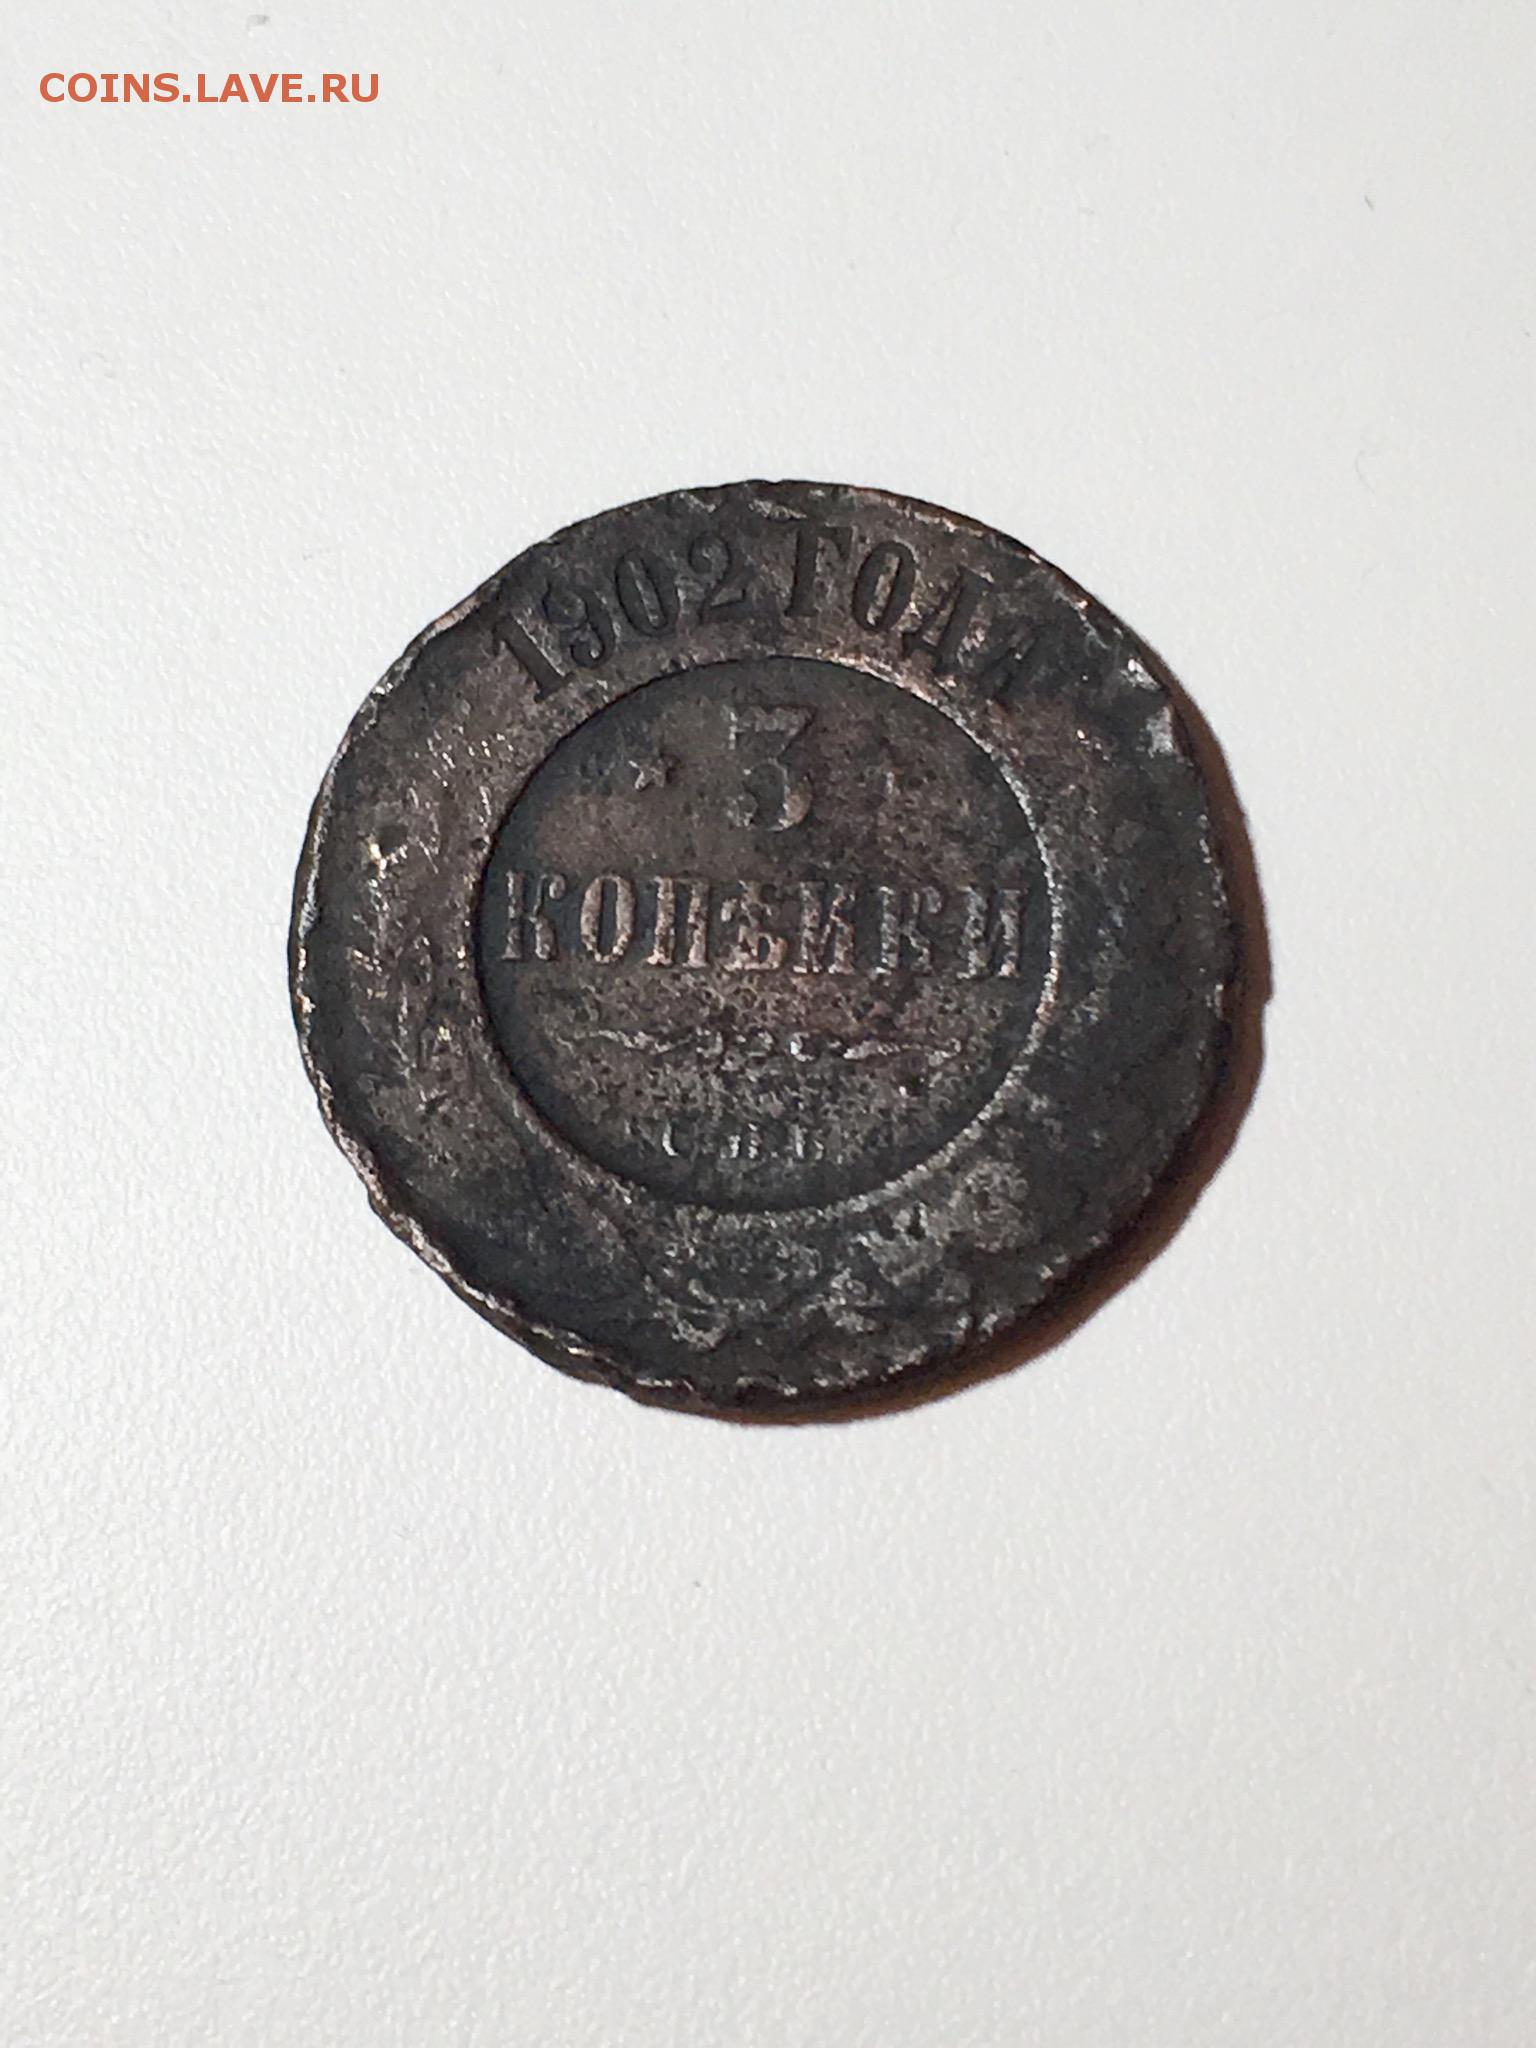 COINS.LAVE.RU
1902 ГОДА
3
КОПѢЙКИ
С.П.Б.